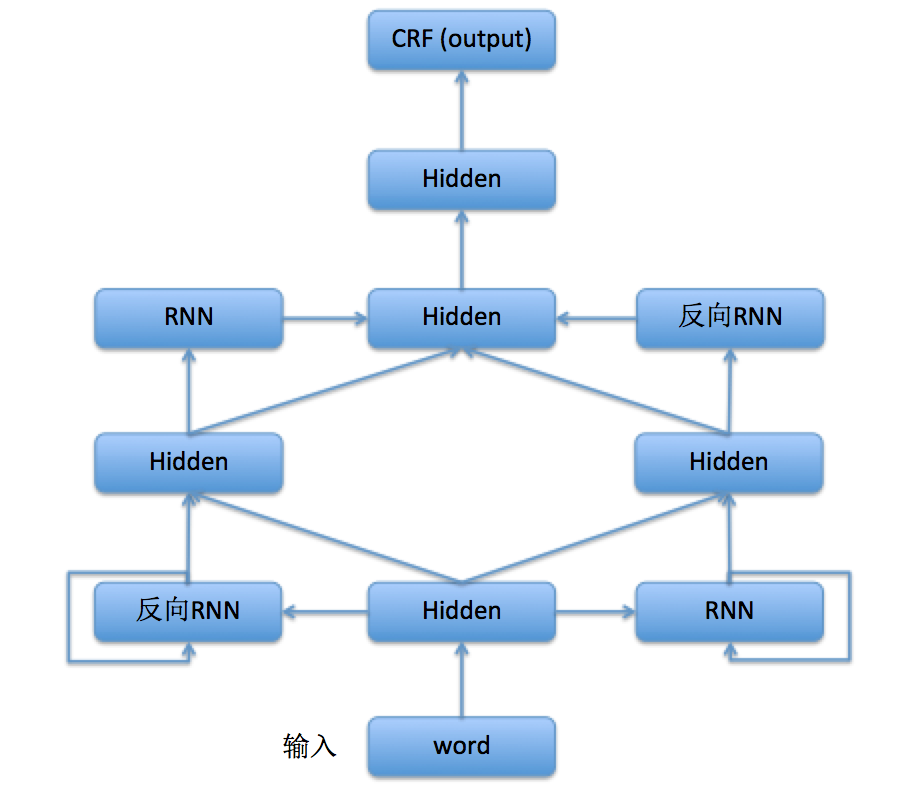 CRF (output)
Hidden
RNN
Hidden
反向RNN
Hidden
Hidden
反向RNN
Hidden
RNN
输入
word